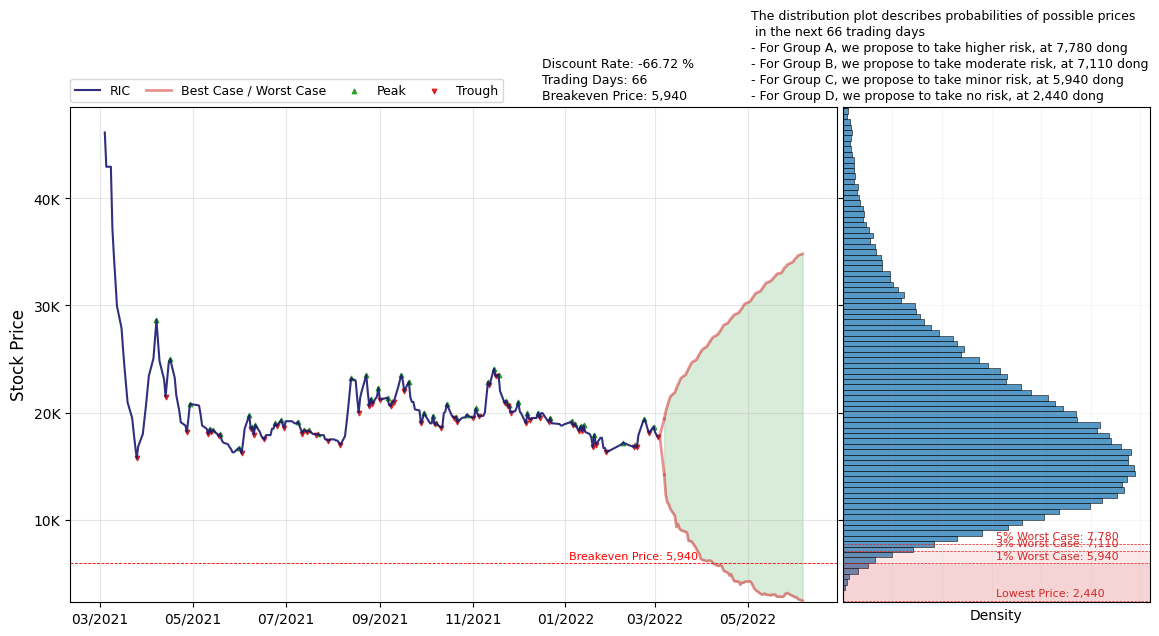 The distribution plot describes probabilities of possible prices
in the next 66 trading days
- For Group A, we propose to take higher risk, at 7,780 dong
- For Group B, we propose to take moderate risk, at 7,110 dong
- For Group C, we propose to take minor risk, at 5,940 dong
- For Group D, we propose to take no risk, at 2,440 dong
Discount Rate: -66.72 %
Trading Days: 66
Breakeven Price: 5,940
RIC
Best Case / Worst Case
Peak
Trough
Stock Price
40K
30K
20K
10K
Breakeven Price: 5,940
5% Worst Case: 7,780
3% Worst Case: 7,110
1% Worst Case: 5,940
Lowest Price: 2,440
03/2021
05/2021
07/2021
09/2021
11/2021
01/2022
03/2022
05/2022
Density